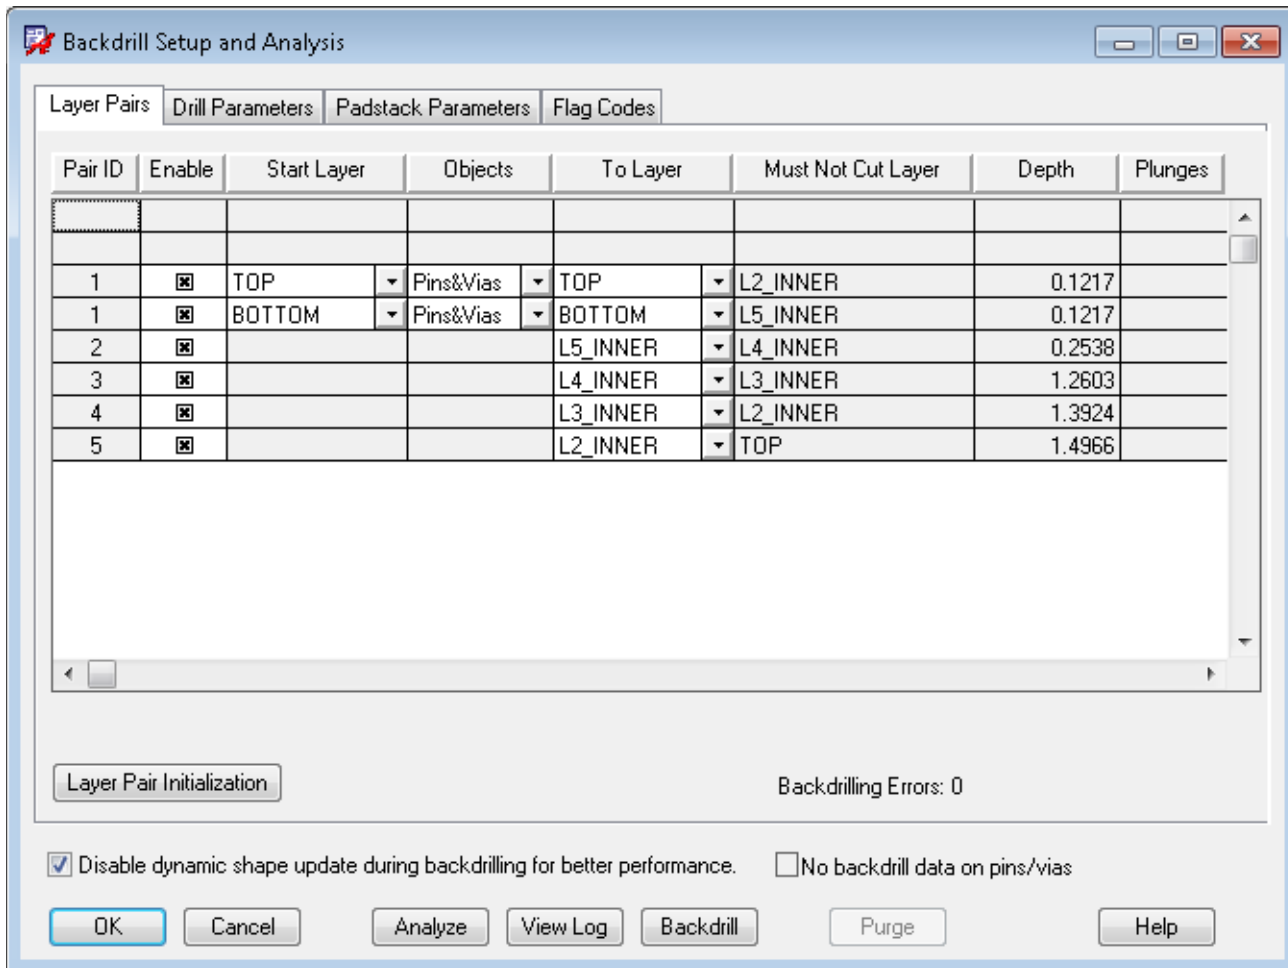 Backdrill Setup and Analysis
Layer Pairs Drill Parameters Padstack Parameters Flag Codes
Pair ID Enable Start Layer Objects To Layer Must Not Cut Layer Depth Plunges
1 TOP Pins&Vias TOP L2_INNER 0.1217
1 BOTTOM Pins&Vias BOTTOM L5_INNER 0.1217
2 L5_INNER L4_INNER 0.2538
3 L4_INNER L3_INNER 1.2603
4 L3_INNER L2_INNER 1.3924
5 L2_INNER TOP 1.4966
Layer Pair Initialization Backdrilling Errors: 0
Disable dynamic shape update during backdrilling for better performance. No backdrill data on pins/vias
OK Cancel Analyze View Log Backdrill Purge Help